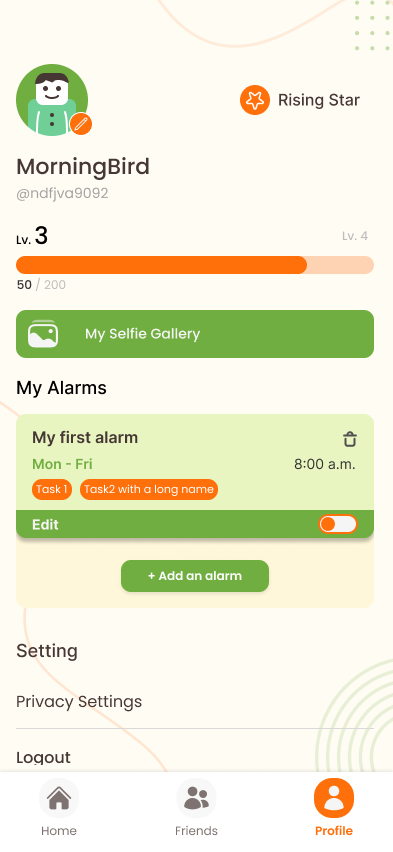 Rising Star
MorningBird
@ndfjva9092
Lv. 3
Lv. 4
50 / 200
My Selfie Gallery
My Alarms
My first alarm
Mon - Fri
8:00 a.m.
Task 1
Task2 with a long name
Edit
+ Add an alarm
Setting
Privacy Settings
Logout
Home
Friends
Profile